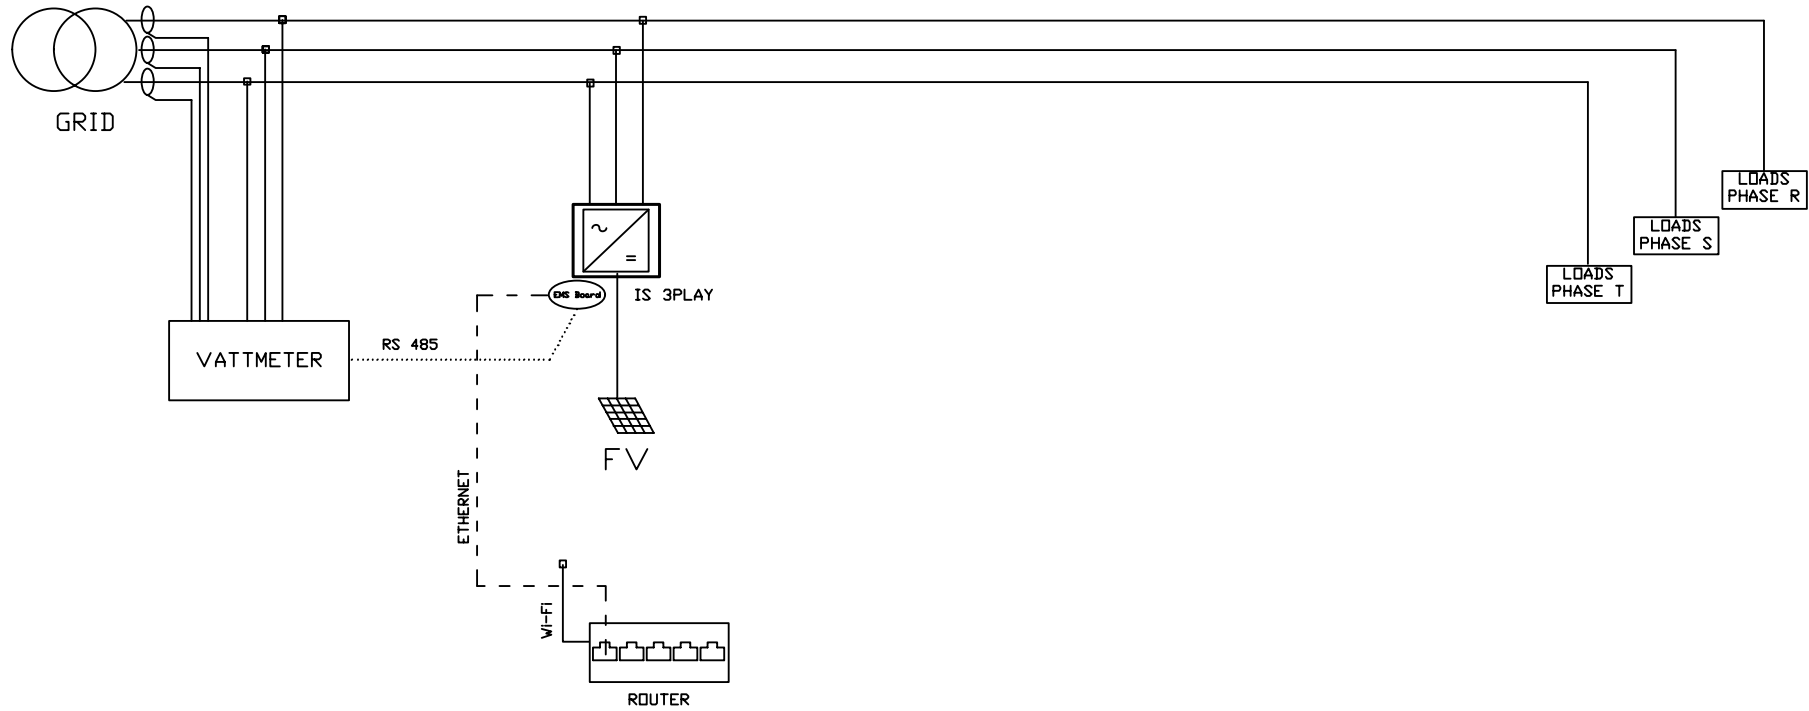 GRID
LOADS
PHASE R
LOADS
PHASE S
LOADS
PHASE T
EMS Board
IS 3PLAY
RS 485
VATTMETER
FV
ETHERNET
Wi-Fi
ROUTER